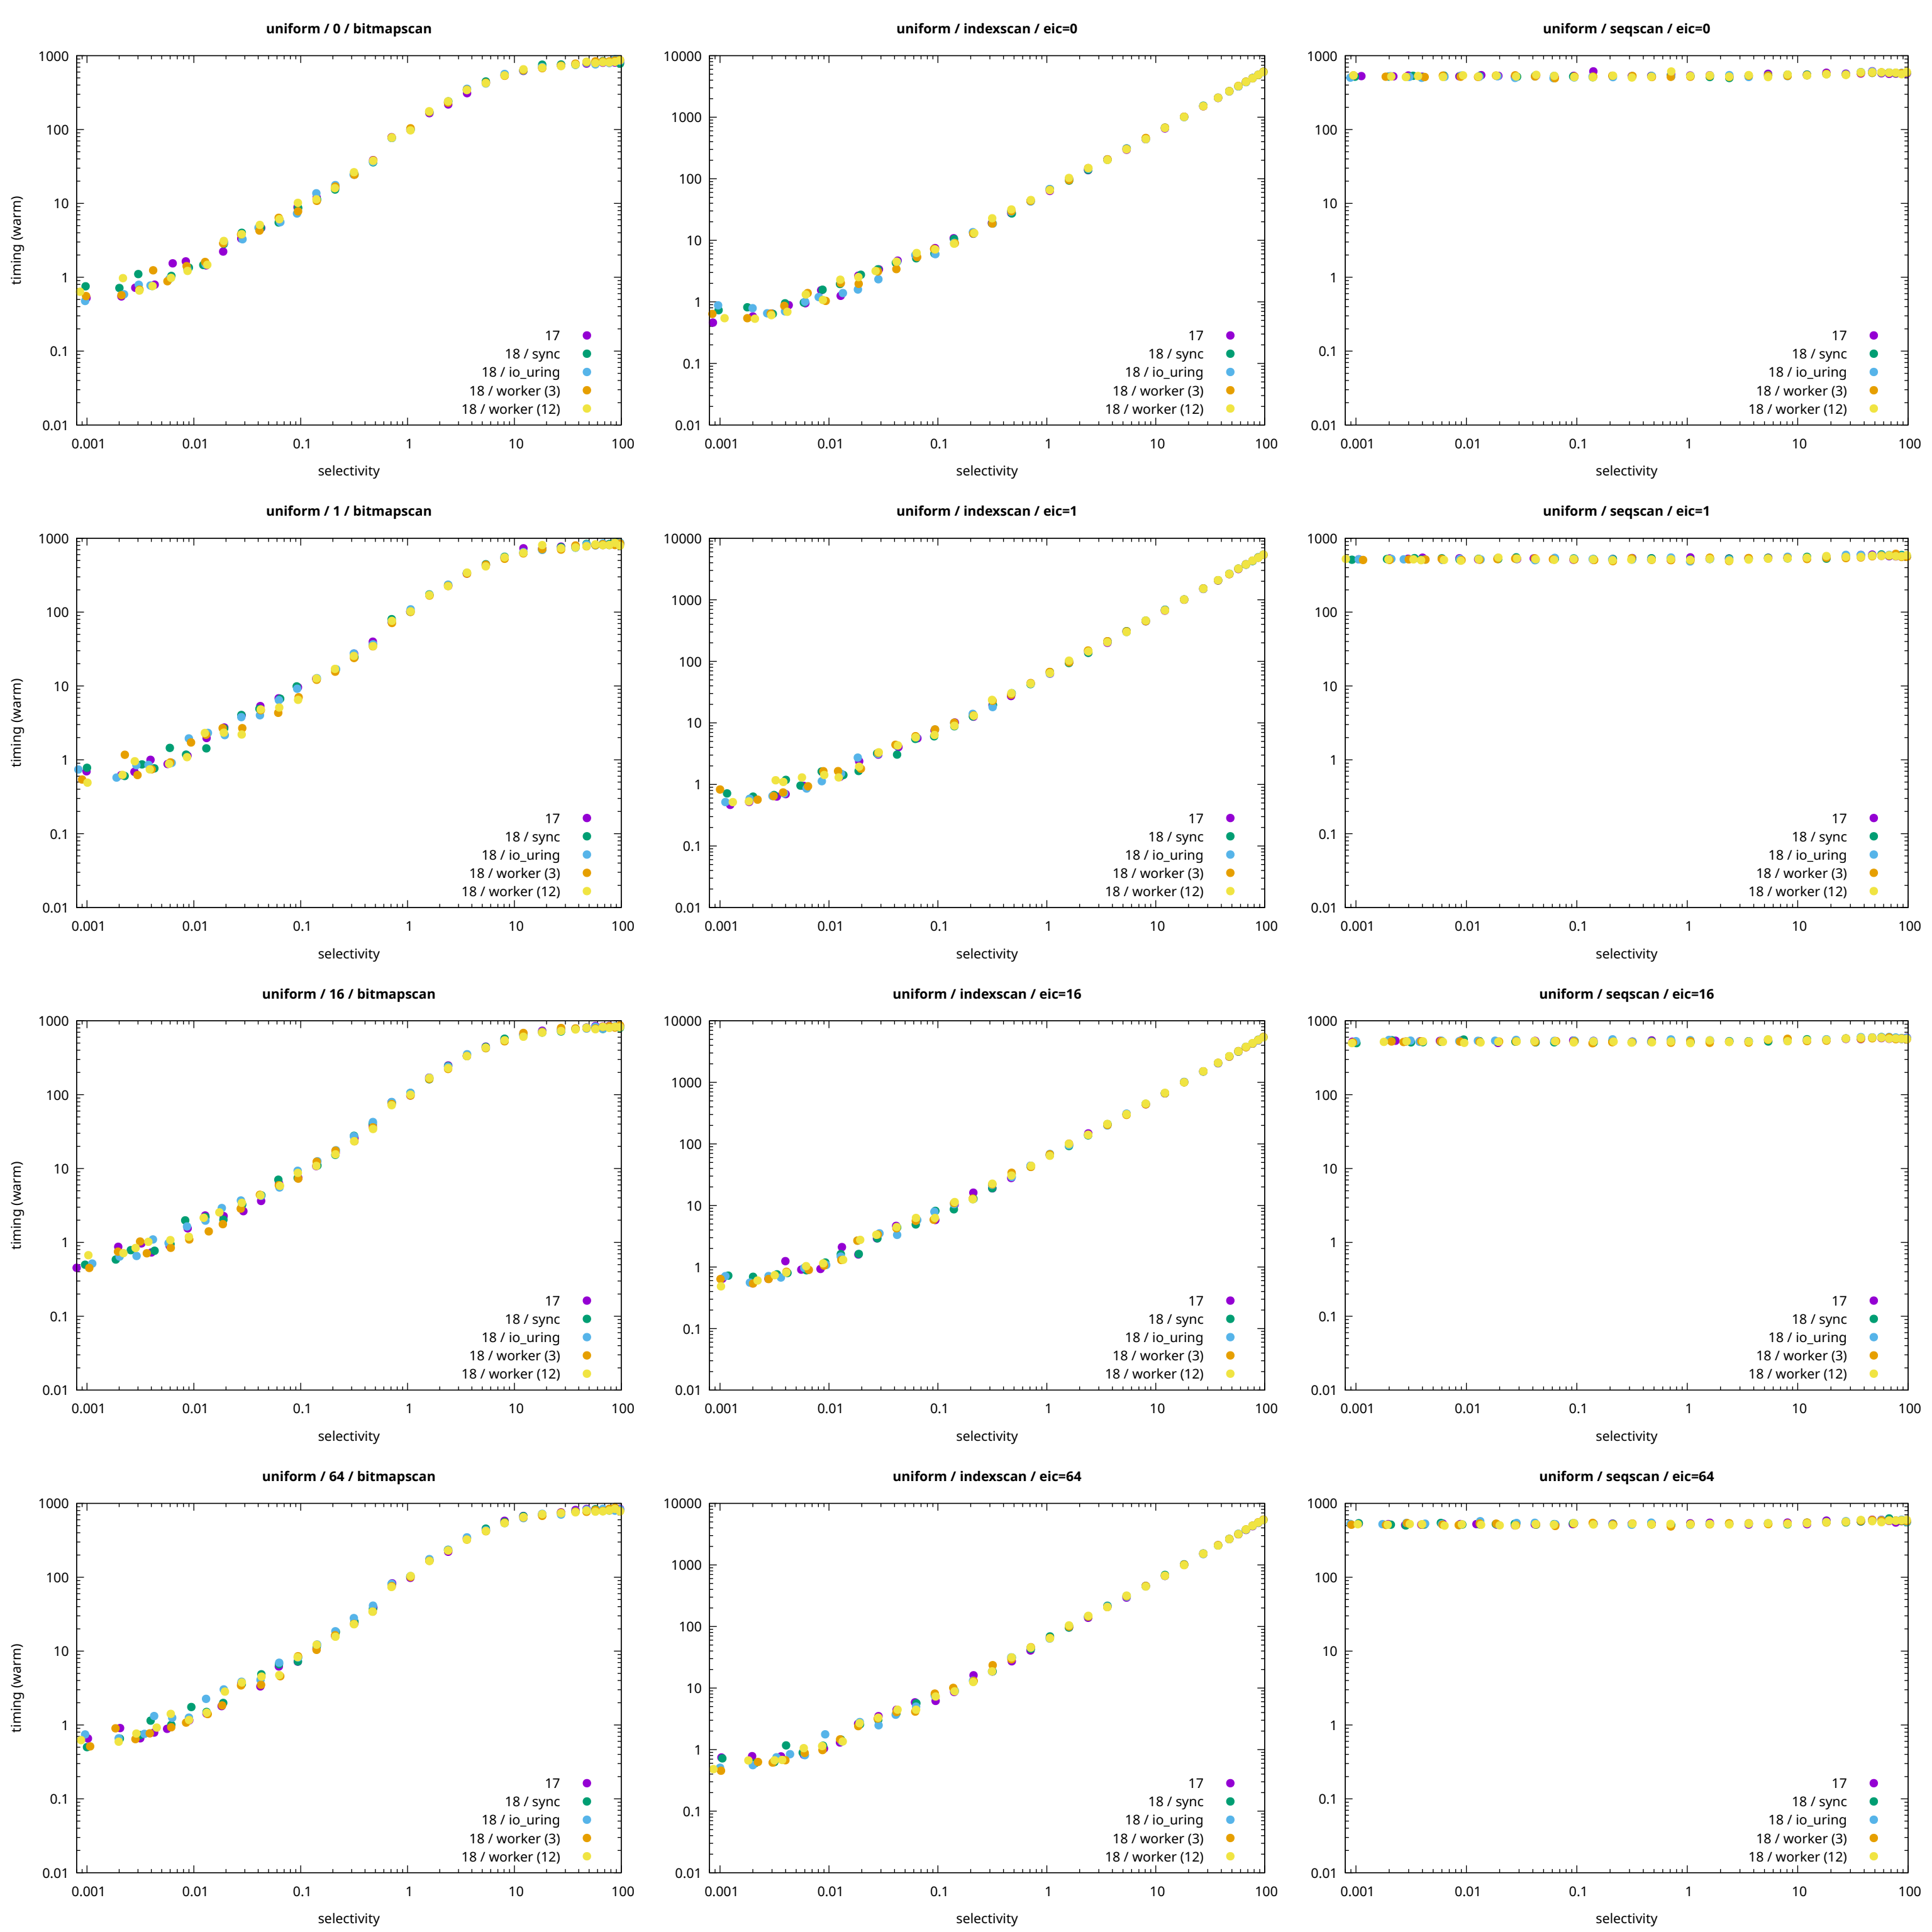 uniform / 0 / bitmapscan
1000
100
10
1
0.1
0.01
timing (warm)
17
18 / sync
18 / io_uring
18 / worker (3)
18 / worker (12)
0.001 0.01 0.1 1 10 100
selectivity
uniform / indexscan / eic=0
10000
1000
100
10
1
0.1
0.01
17
18 / sync
18 / io_uring
18 / worker (3)
18 / worker (12)
0.001 0.01 0.1 1 10 100
selectivity
uniform / seqscan / eic=0
1000
100
10
1
0.1
0.01
17
18 / sync
18 / io_uring
18 / worker (3)
18 / worker (12)
0.001 0.01 0.1 1 10 100
selectivity
uniform / 1 / bitmapscan
1000
100
10
1
0.1
0.01
timing (warm)
17
18 / sync
18 / io_uring
18 / worker (3)
18 / worker (12)
0.001 0.01 0.1 1 10 100
selectivity
uniform / indexscan / eic=1
10000
1000
100
10
1
0.1
0.01
17
18 / sync
18 / io_uring
18 / worker (3)
18 / worker (12)
0.001 0.01 0.1 1 10 100
selectivity
uniform / seqscan / eic=1
1000
100
10
1
0.1
0.01
17
18 / sync
18 / io_uring
18 / worker (3)
18 / worker (12)
0.001 0.01 0.1 1 10 100
selectivity
uniform / 16 / bitmapscan
1000
100
10
1
0.1
0.01
timing (warm)
17
18 / sync
18 / io_uring
18 / worker (3)
18 / worker (12)
0.001 0.01 0.1 1 10 100
selectivity
uniform / indexscan / eic=16
10000
1000
100
10
1
0.1
0.01
17
18 / sync
18 / io_uring
18 / worker (3)
18 / worker (12)
0.001 0.01 0.1 1 10 100
selectivity
uniform / seqscan / eic=16
1000
100
10
1
0.1
0.01
17
18 / sync
18 / io_uring
18 / worker (3)
18 / worker (12)
0.001 0.01 0.1 1 10 100
selectivity
uniform / 64 / bitmapscan
1000
100
10
1
0.1
0.01
timing (warm)
17
18 / sync
18 / io_uring
18 / worker (3)
18 / worker (12)
0.001 0.01 0.1 1 10 100
selectivity
uniform / indexscan / eic=64
10000
1000
100
10
1
0.1
0.01
17
18 / sync
18 / io_uring
18 / worker (3)
18 / worker (12)
0.001 0.01 0.1 1 10 100
selectivity
uniform / seqscan / eic=64
1000
100
10
1
0.1
0.01
17
18 / sync
18 / io_uring
18 / worker (3)
18 / worker (12)
0.001 0.01 0.1 1 10 100
selectivity